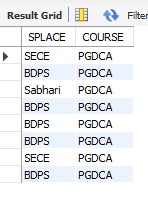 Result Grid Filter
SPLACE COURSE
SECE PGDCA
BDPS PGDCA
Sabhari PGDCA
BDPS PGDCA
BDPS PGDCA
BDPS PGDCA
SECE PGDCA
BDPS PGDCA